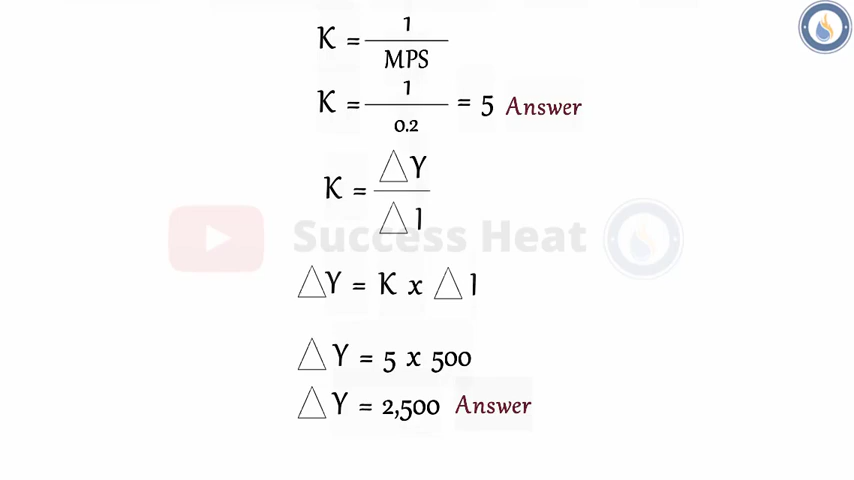 K = 1 / MPS
K = 1 / 0.2 = 5 Answer
K = △Y / △I
Success Heat
△Y = K x △I
△Y = 5 x 500
△Y = 2,500 Answer